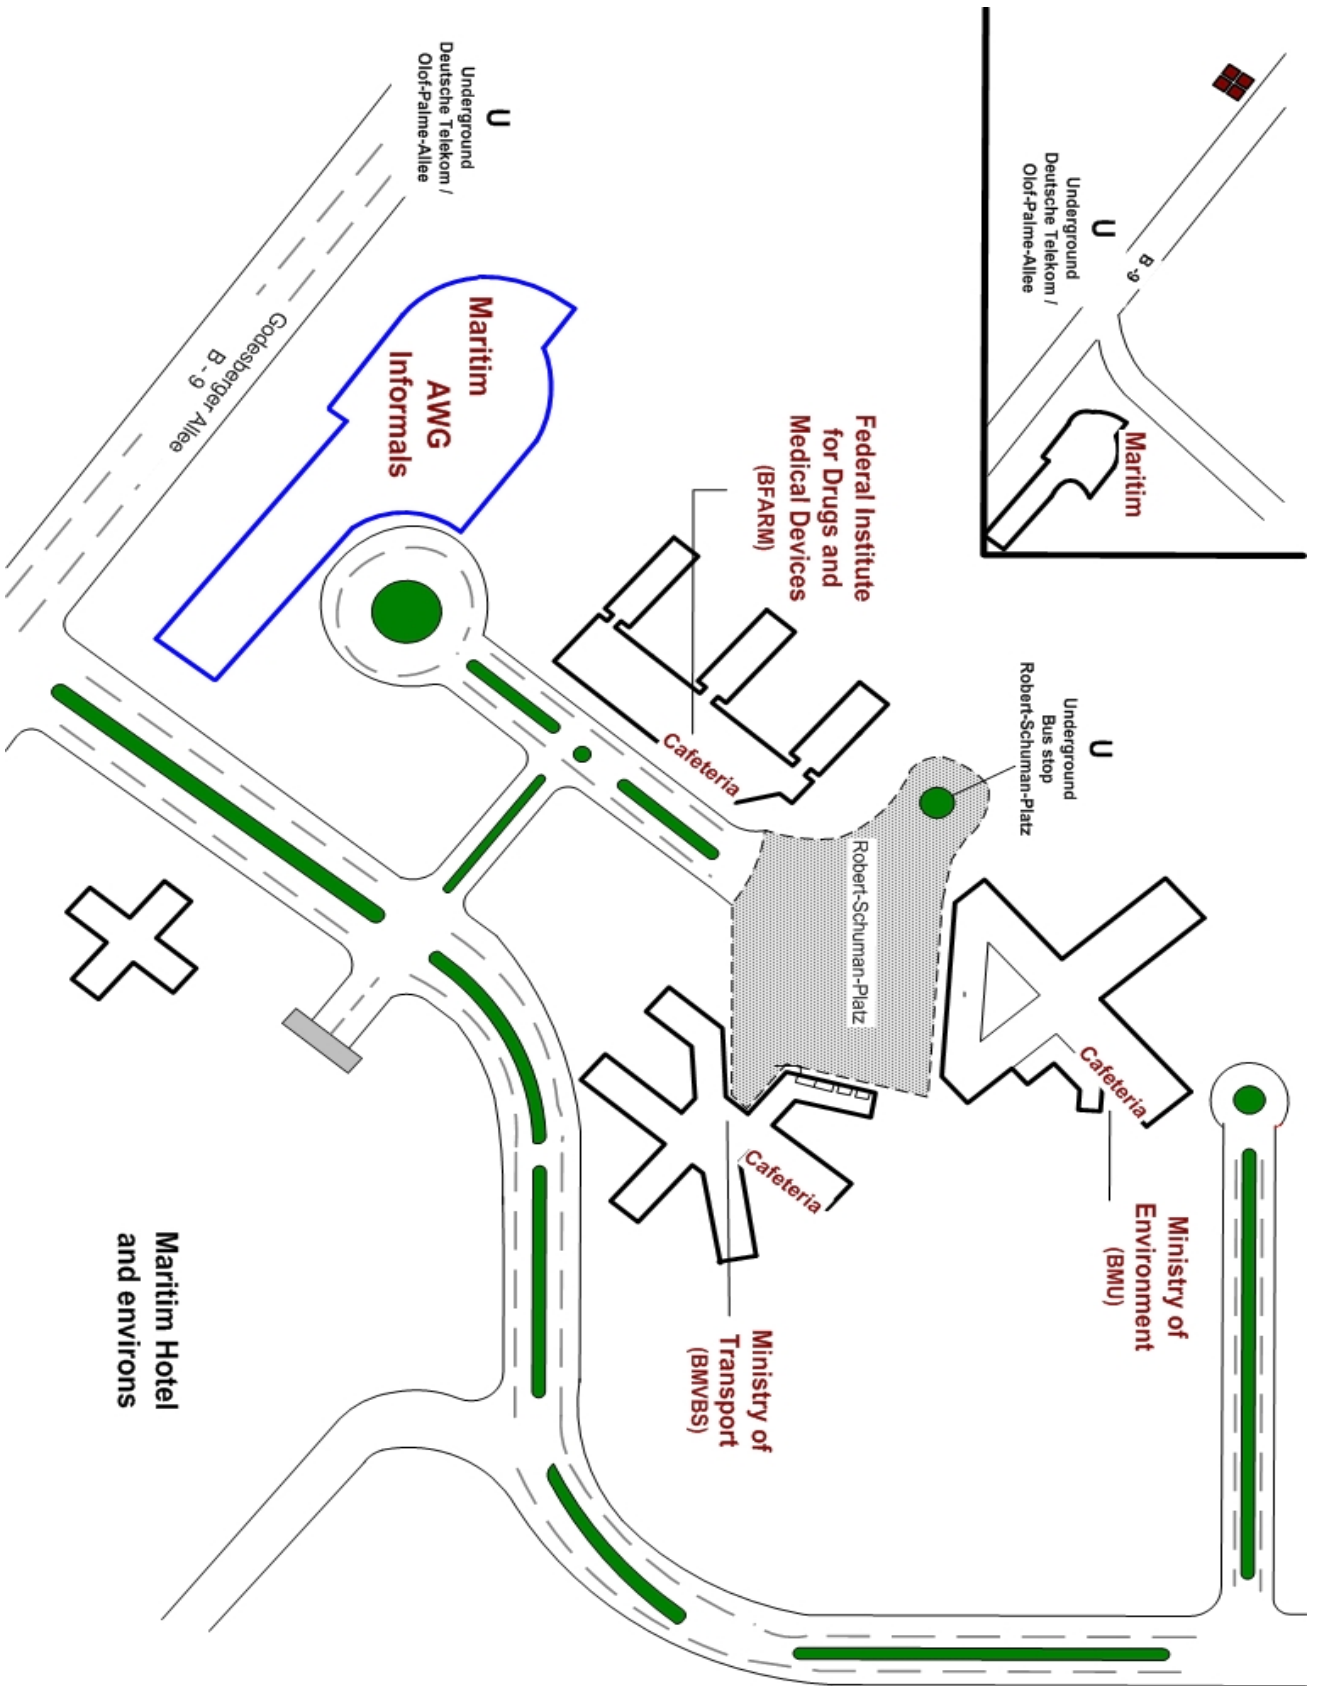 U
Underground
Deutsche Telekom /
Olof-Palme-Allee
B-9
Maritim
U
Underground
Deutsche Telekom /
Olof-Palme-Allee
Godesberger Allee
B - 9
Maritim
AWG
Informals
Federal Institute
for Drugs and
Medical Devices
(BFARM)
Cafeteria
U
Underground
Bus stop
Robert-Schuman-Platz
Robert-Schuman-Platz
Cafeteria
Ministry of
Environment
(BMU)
Cafeteria
Ministry of
Transport
(BMVBS)
Maritim Hotel
and environs